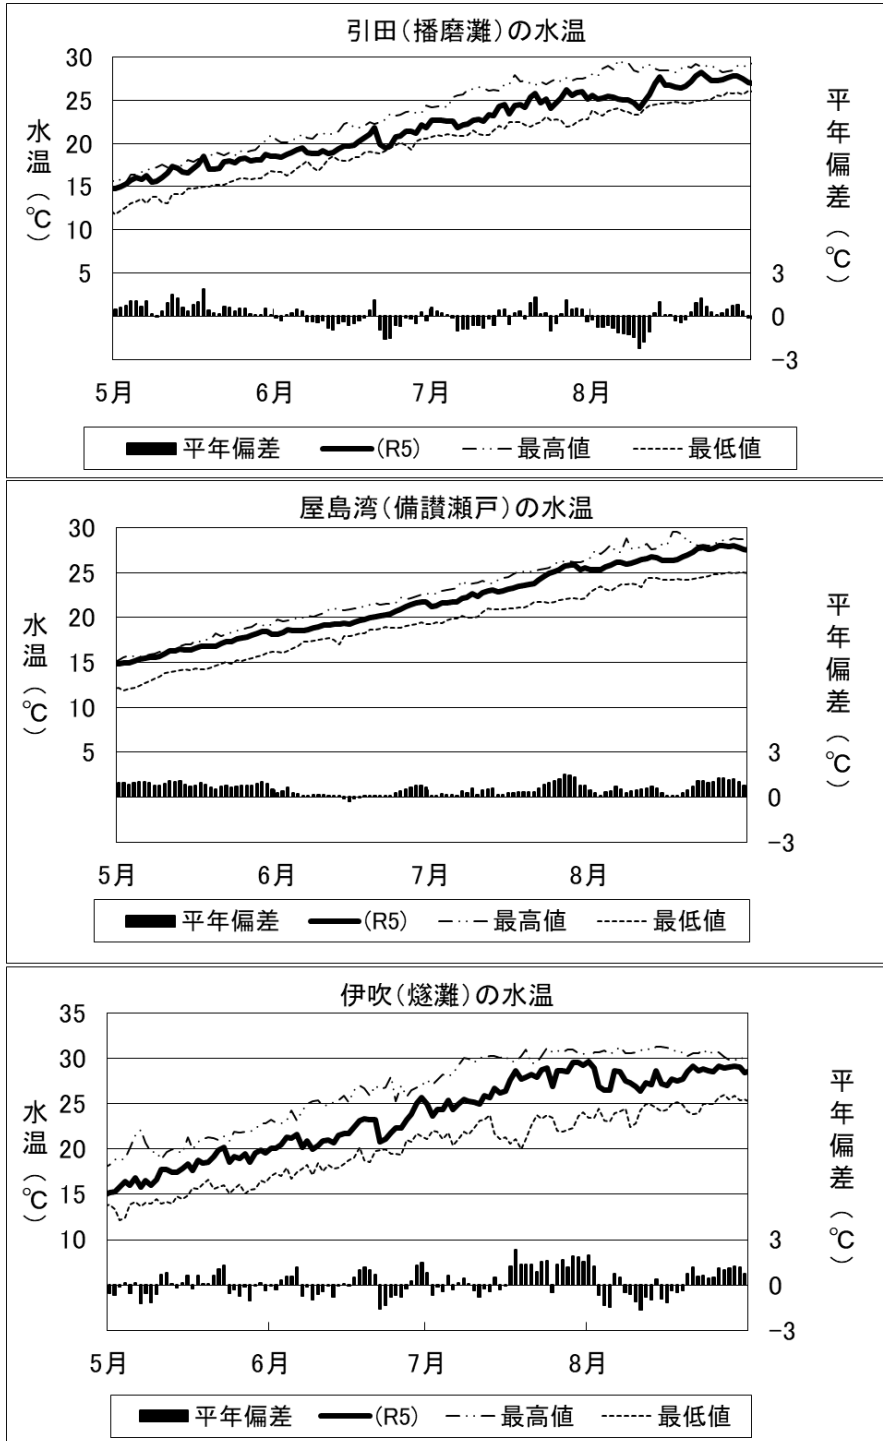 引田(播磨灘)の水温
30
25
20
15
10
5
水温(℃)
平年偏差(℃)
3
0
−3
5月 6月 7月 8月
平年偏差 (R5) 最高値 最低値
屋島湾(備讃瀬戸)の水温
30
25
20
15
10
5
水温(℃)
平年偏差(℃)
3
0
−3
5月 6月 7月 8月
平年偏差 (R5) 最高値 最低値
伊吹(燧灘)の水温
35
30
25
20
15
10
水温(℃)
平年偏差(℃)
3
0
−3
5月 6月 7月 8月
平年偏差 (R5) 最高値 最低値